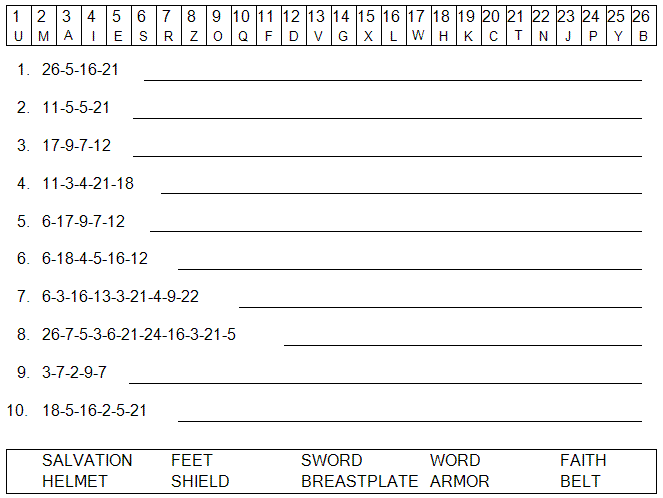 1 2 3 4 5 6 7 8 9 10 11 12 13 14 15 16 17 18 19 20 21 22 23 24 25 26
U M A I E S R Z O Q F D V G X L W H K C T N J P Y B
1. 26-5-16-21
2. 11-5-5-21
3. 17-9-7-12
4. 11-3-4-21-18
5. 6-17-9-7-12
6. 6-18-4-5-16-12
7. 6-3-16-13-3-21-4-9-22
8. 26-7-5-3-6-21-24-16-3-21-5
9. 3-7-2-9-7
10. 18-5-16-2-5-21
SALVATION FEET SWORD WORD FAITH
HELMET SHIELD BREASTPLATE ARMOR BELT